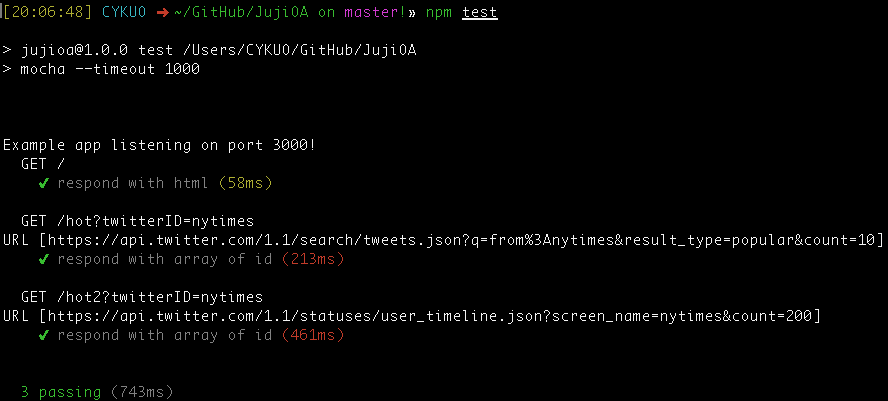 [20:06:48] CYKUO ➜ ~/GitHub/JujiOA on master!» npm test
> jujioa@1.0.0 test /Users/CYKUO/GitHub/JujiOA
> mocha --timeout 1000
Example app listening on port 3000!
GET /
✔ respond with html (58ms)
GET /hot?twitterID=nytimes
URL [https://api.twitter.com/1.1/search/tweets.json?q=from%3Anytimes&result_type=popular&count=10]
✔ respond with array of id (213ms)
GET /hot2?twitterID=nytimes
URL [https://api.twitter.com/1.1/statuses/user_timeline.json?screen_name=nytimes&count=200]
✔ respond with array of id (461ms)
3 passing (743ms)